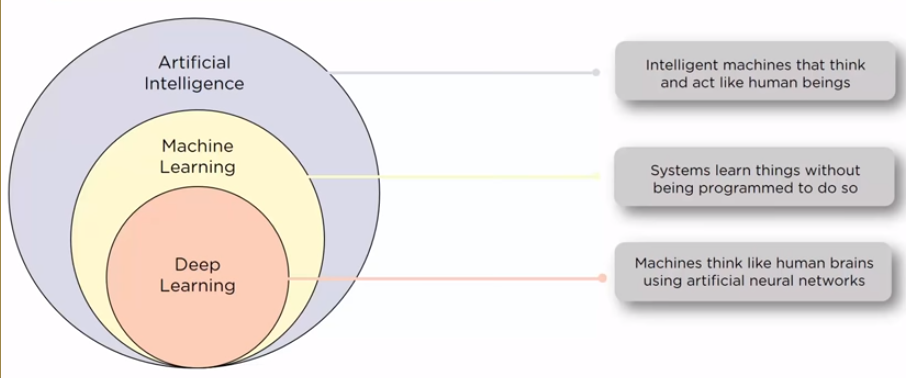 Artificial
Intelligence
Intelligent machines that think
and act like human beings
Machine
Learning
Systems learn things without
being programmed to do so
Deep
Learning
Machines think like human brains
using artificial neural networks